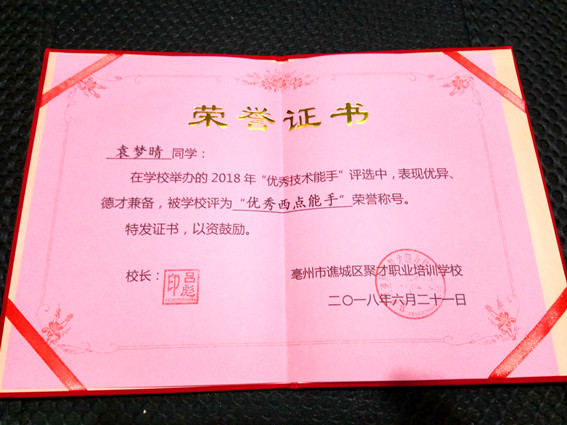 荣誉证书
袁梦晴 同学：
在学校举办的 2018 年“优秀技术能手”评选中，表现优异、
德才兼备，被学校评为“优秀西点能手”荣誉称号。
特发证书，以资鼓励。
校长：
吕彪印
亳州市谯城区聚才职业培训学校
二〇一八年六月二十一日